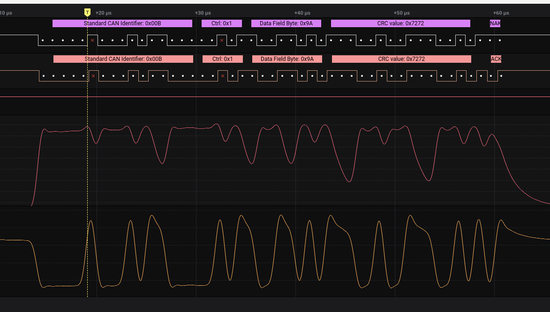 0 µs +20 µs +30 µs +40 µs +50 µs +60 µs
T
Standard CAN Identifier: 0x00B Ctrl: 0x1 Data Field Byte: 0x9A CRC value: 0x7272 NAK
Standard CAN Identifier: 0x00B Ctrl: 0x1 Data Field Byte: 0x9A CRC value: 0x7272 ACK